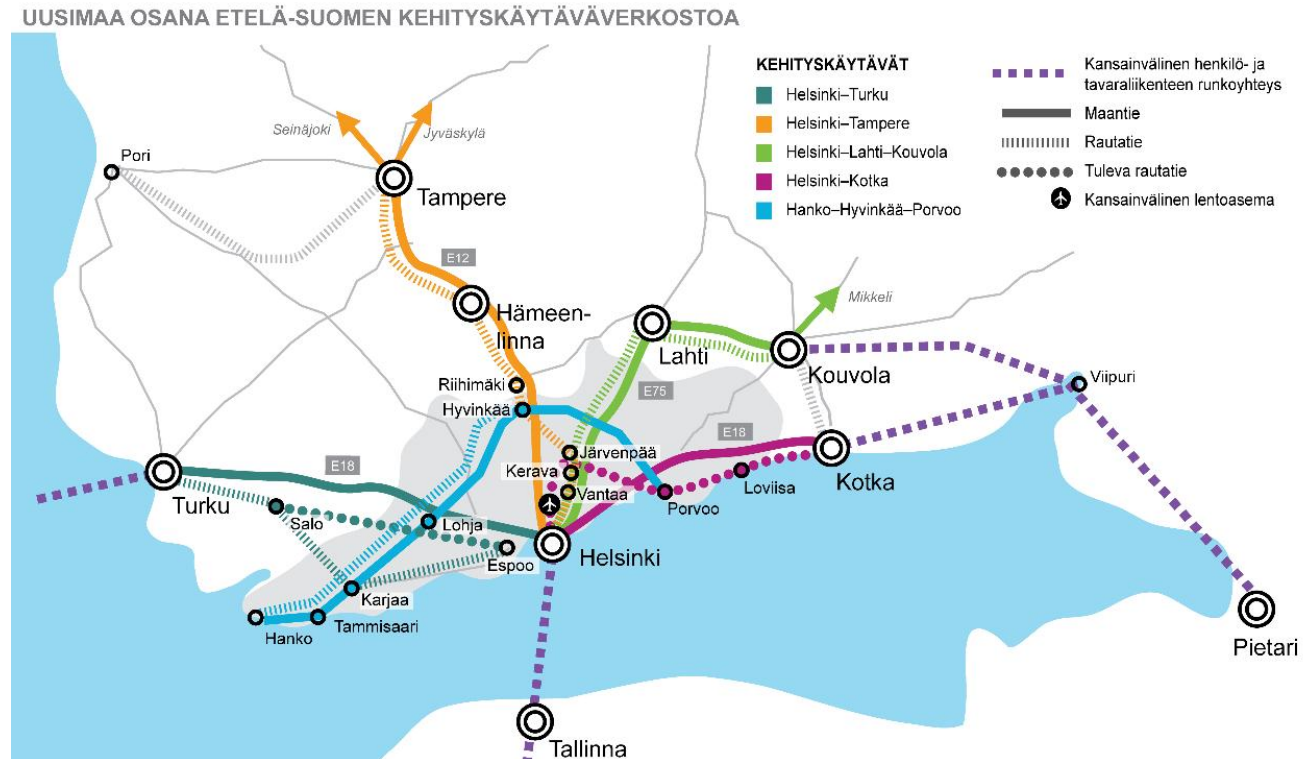 UUSIMAA OSANA ETELÄ-SUOMEN KEHITYSKÄYTÄVÄVERKOSTOA
KEHITYSKÄYTÄVÄT
Helsinki–Turku
Helsinki–Tampere
Helsinki–Lahti–Kouvola
Helsinki–Kotka
Hanko–Hyvinkää–Porvoo
Kansainvälinen henkilö- ja
tavaraliikenteen runkoyhteys
Maantie
Rautatie
Tuleva rautatie
Kansainvälinen lentoasema
Seinäjoki
Jyväskylä
Pori
Tampere
E12
Hämeen-
linna
Mikkeli
Lahti
Kouvola
Viipuri
Riihimäki
E75
Hyvinkää
E18
Järvenpää
Kerava
Vantaa
Loviisa
Kotka
Porvoo
E18
Turku
Salo
Lohja
Espoo
Helsinki
Karjaa
Hanko
Tammisaari
Pietari
Tallinna